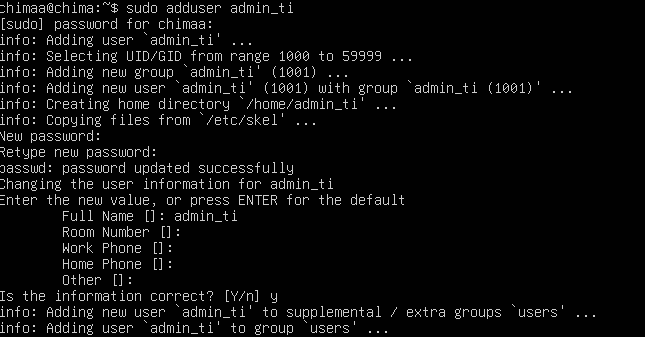 chimaa@chima:~$ sudo adduser admin_ti
[sudo] password for chimaa:
info: Adding user `admin_ti' ...
info: Selecting UID/GID from range 1000 to 59999 ...
info: Adding new group `admin_ti' (1001) ...
info: Adding new user `admin_ti' (1001) with group `admin_ti (1001)' ...
info: Creating home directory `/home/admin_ti' ...
info: Copying files from `/etc/skel' ...
New password:
Retype new password:
passwd: password updated successfully
Changing the user information for admin_ti
Enter the new value, or press ENTER for the default
Full Name []: admin_ti
Room Number []:
Work Phone []:
Home Phone []:
Other []:
Is the information correct? [Y/n] y
info: Adding new user `admin_ti' to supplemental / extra groups `users' ...
info: Adding user `admin_ti' to group `users' ...